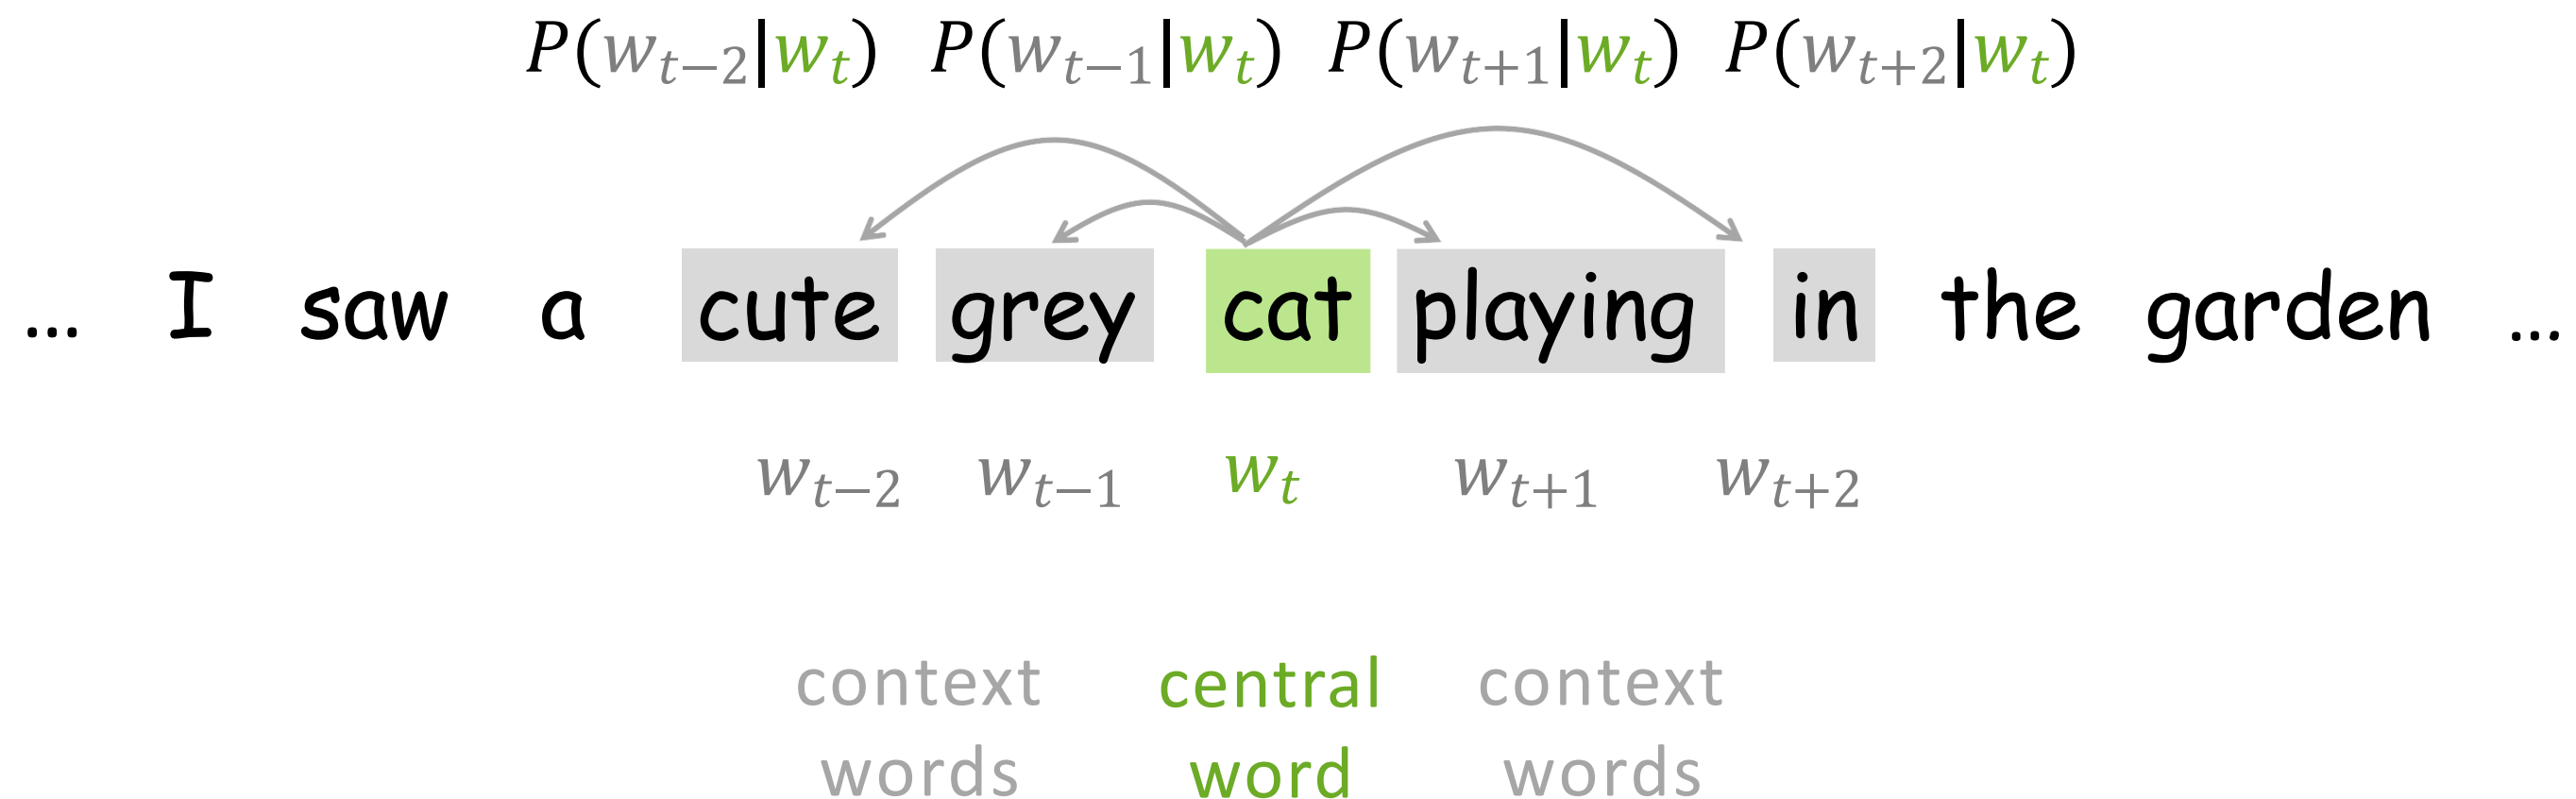 P(w_{t−2}|w_t) P(w_{t−1}|w_t) P(w_{t+1}|w_t) P(w_{t+2}|w_t)
... I saw a cute grey cat playing in the garden ...
w_{t−2} w_{t−1} w_t w_{t+1} w_{t+2}
context central context
words word words